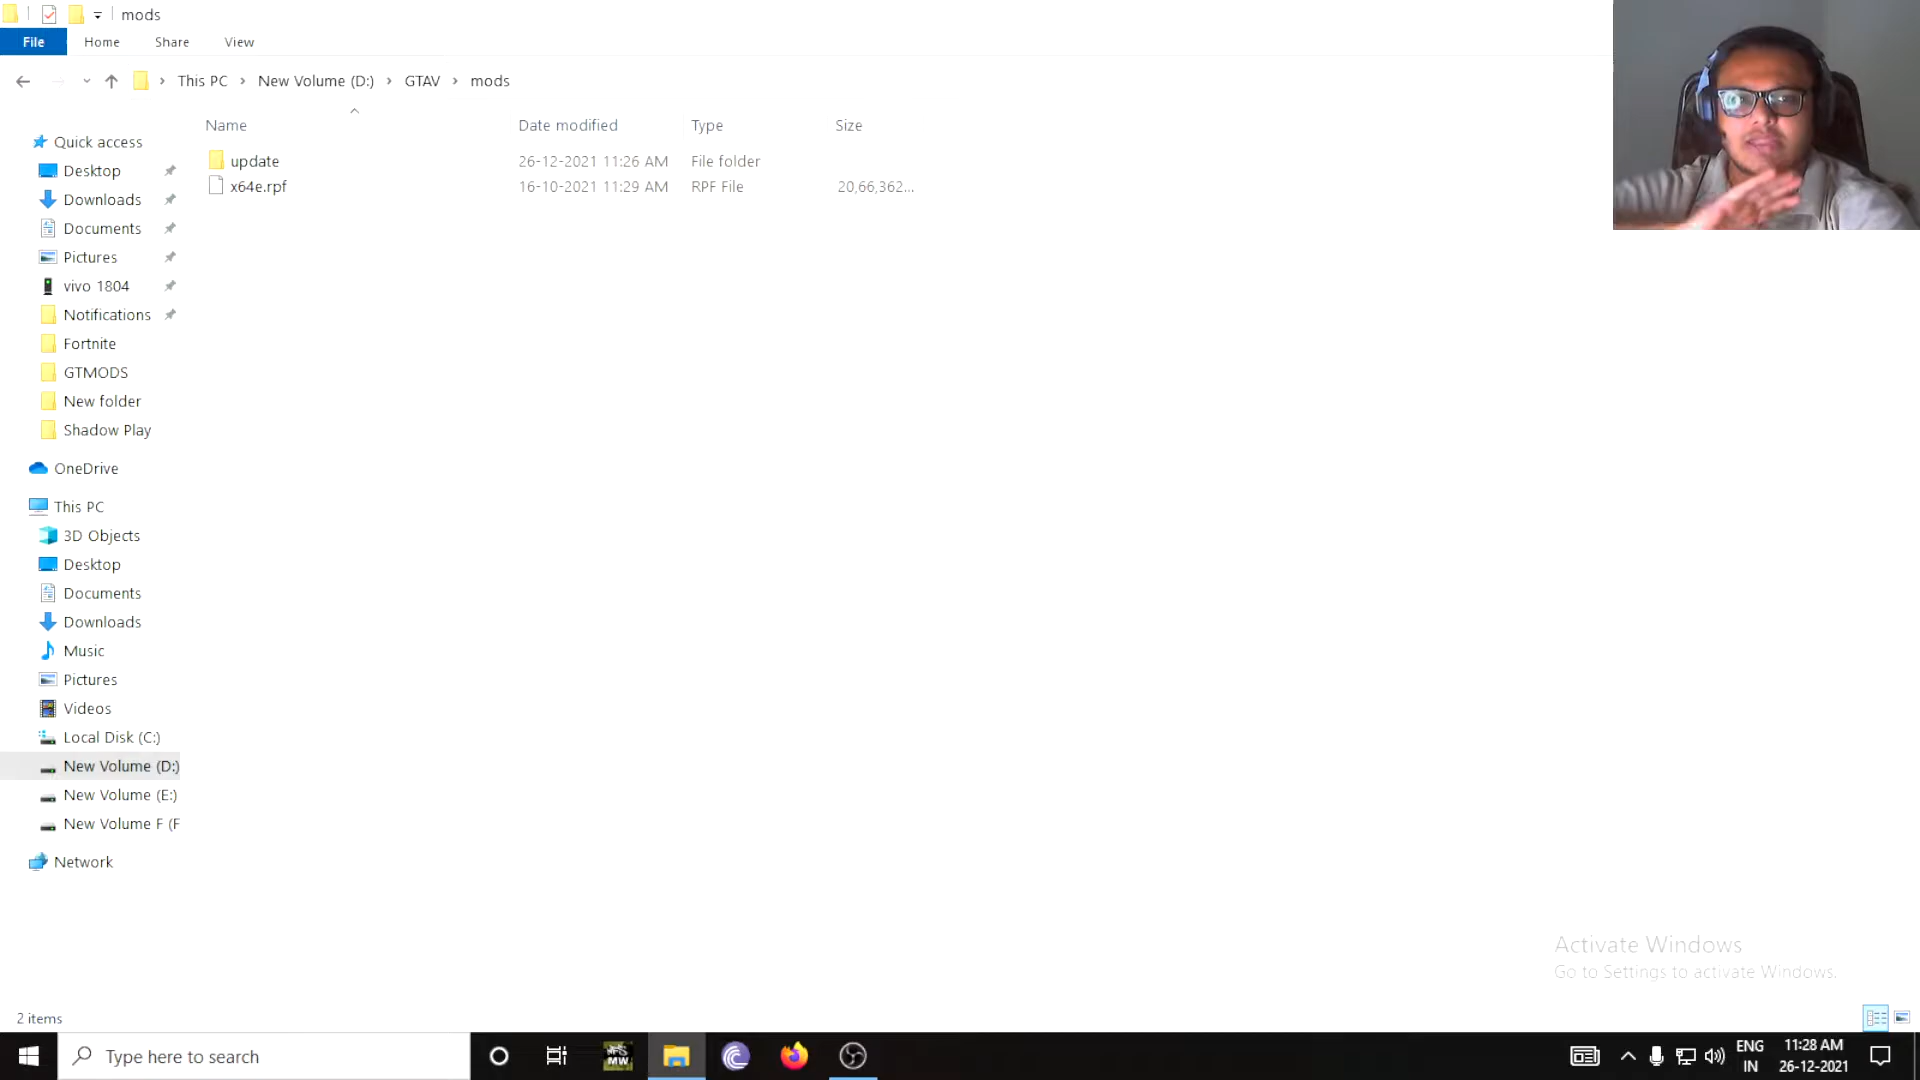 mods
File Home Share View
This PC New Volume (D:) GTAV mods
Name Date modified Type Size
update 26-12-2021 11:26 AM File folder
x64e.rpf 16-10-2021 11:29 AM RPF File 20,66,362...
Quick access
Desktop
Downloads
Documents
Pictures
vivo 1804
Notifications
Fortnite
GTMODS
New folder
Shadow Play
OneDrive
This PC
3D Objects
Desktop
Documents
Downloads
Music
Pictures
Videos
Local Disk (C:)
New Volume (D:)
New Volume (E:)
New Volume F (F
Network
Activate Windows
Go to Settings to activate Windows.
2 items
Type here to search
NFS
MW
ENG
IN
11:28 AM
26-12-2021